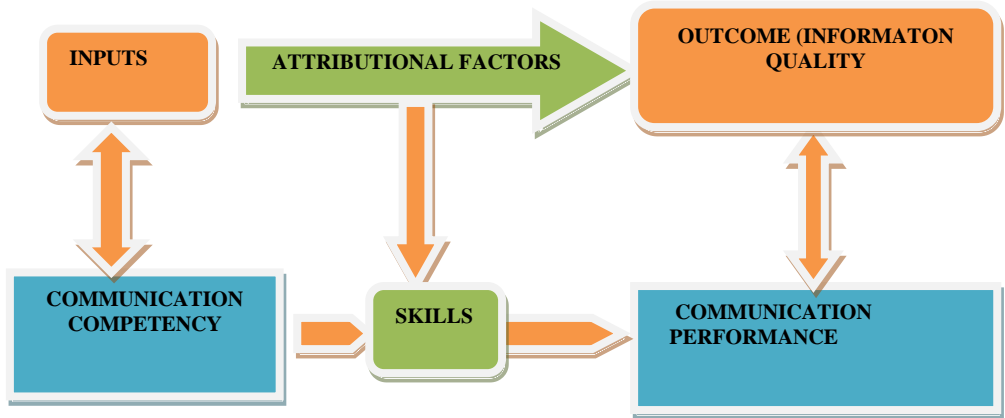 INPUTS
ATTRIBUTIONAL FACTORS
OUTCOME (INFORMATON
QUALITY
COMMUNICATION
COMPETENCY
SKILLS
COMMUNICATION
PERFORMANCE